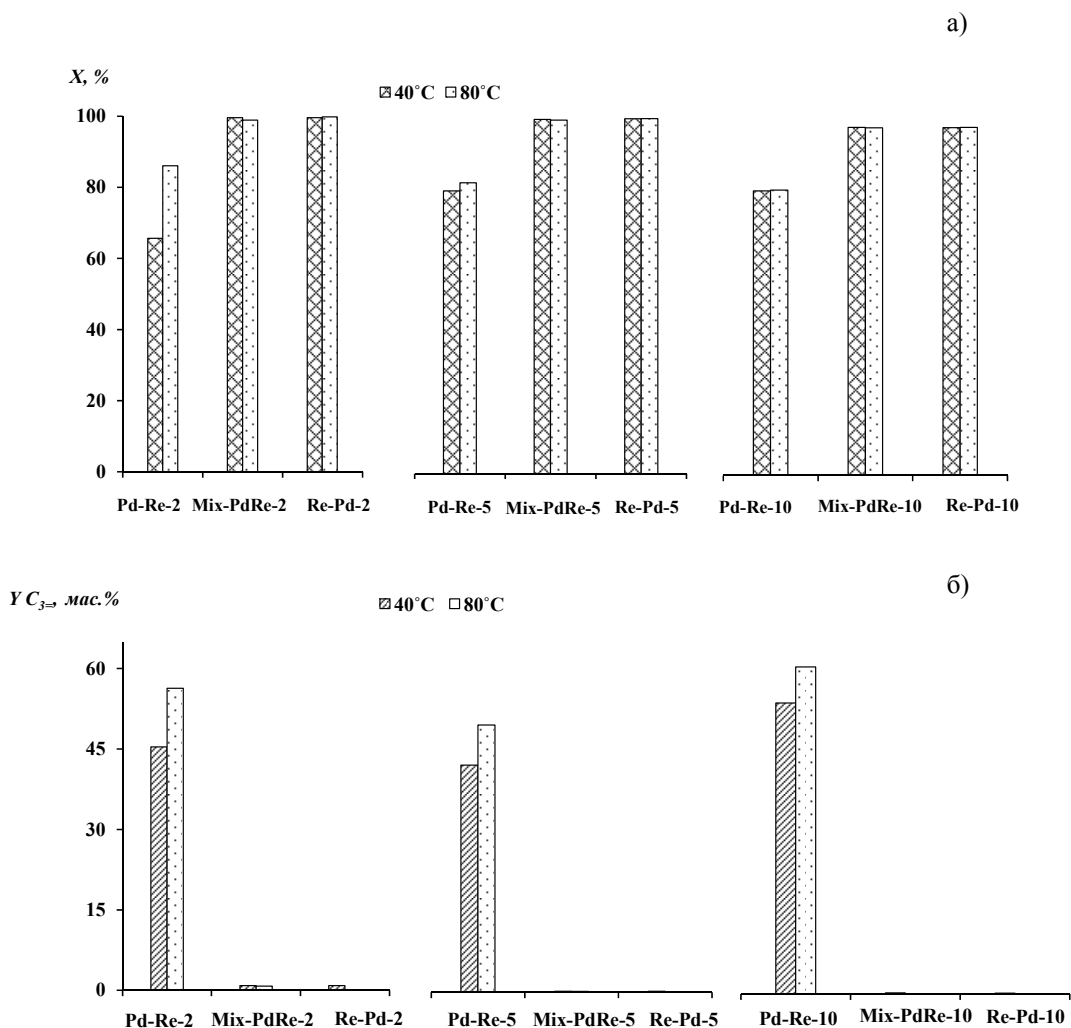 а)
X, %
40°C 80°C
100
80
60
40
20
0
Pd-Re-2 Mix-PdRe-2 Re-Pd-2
Pd-Re-5 Mix-PdRe-5 Re-Pd-5
Pd-Re-10 Mix-PdRe-10 Re-Pd-10
б)
Y C3=, мас.%
40°C 80°C
60
45
30
15
0
Pd-Re-2 Mix-PdRe-2 Re-Pd-2
Pd-Re-5 Mix-PdRe-5 Re-Pd-5
Pd-Re-10 Mix-PdRe-10 Re-Pd-10